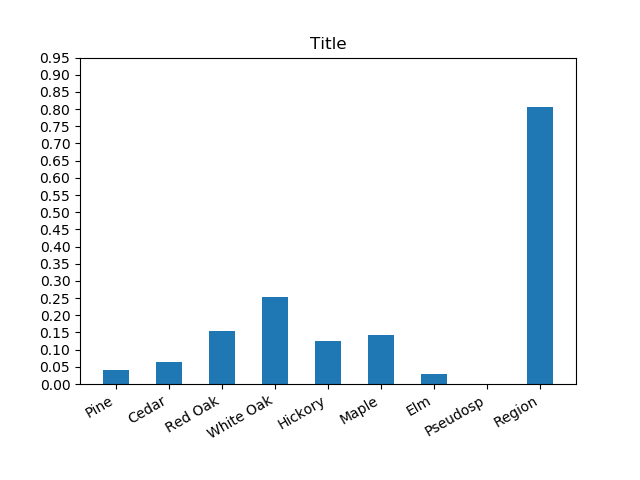 Title
0.95
0.90
0.85
0.80
0.75
0.70
0.65
0.60
0.55
0.50
0.45
0.40
0.35
0.30
0.25
0.20
0.15
0.10
0.05
0.00
Pine
Cedar
Red Oak
White Oak
Hickory
Maple
Elm
Pseudosp
Region